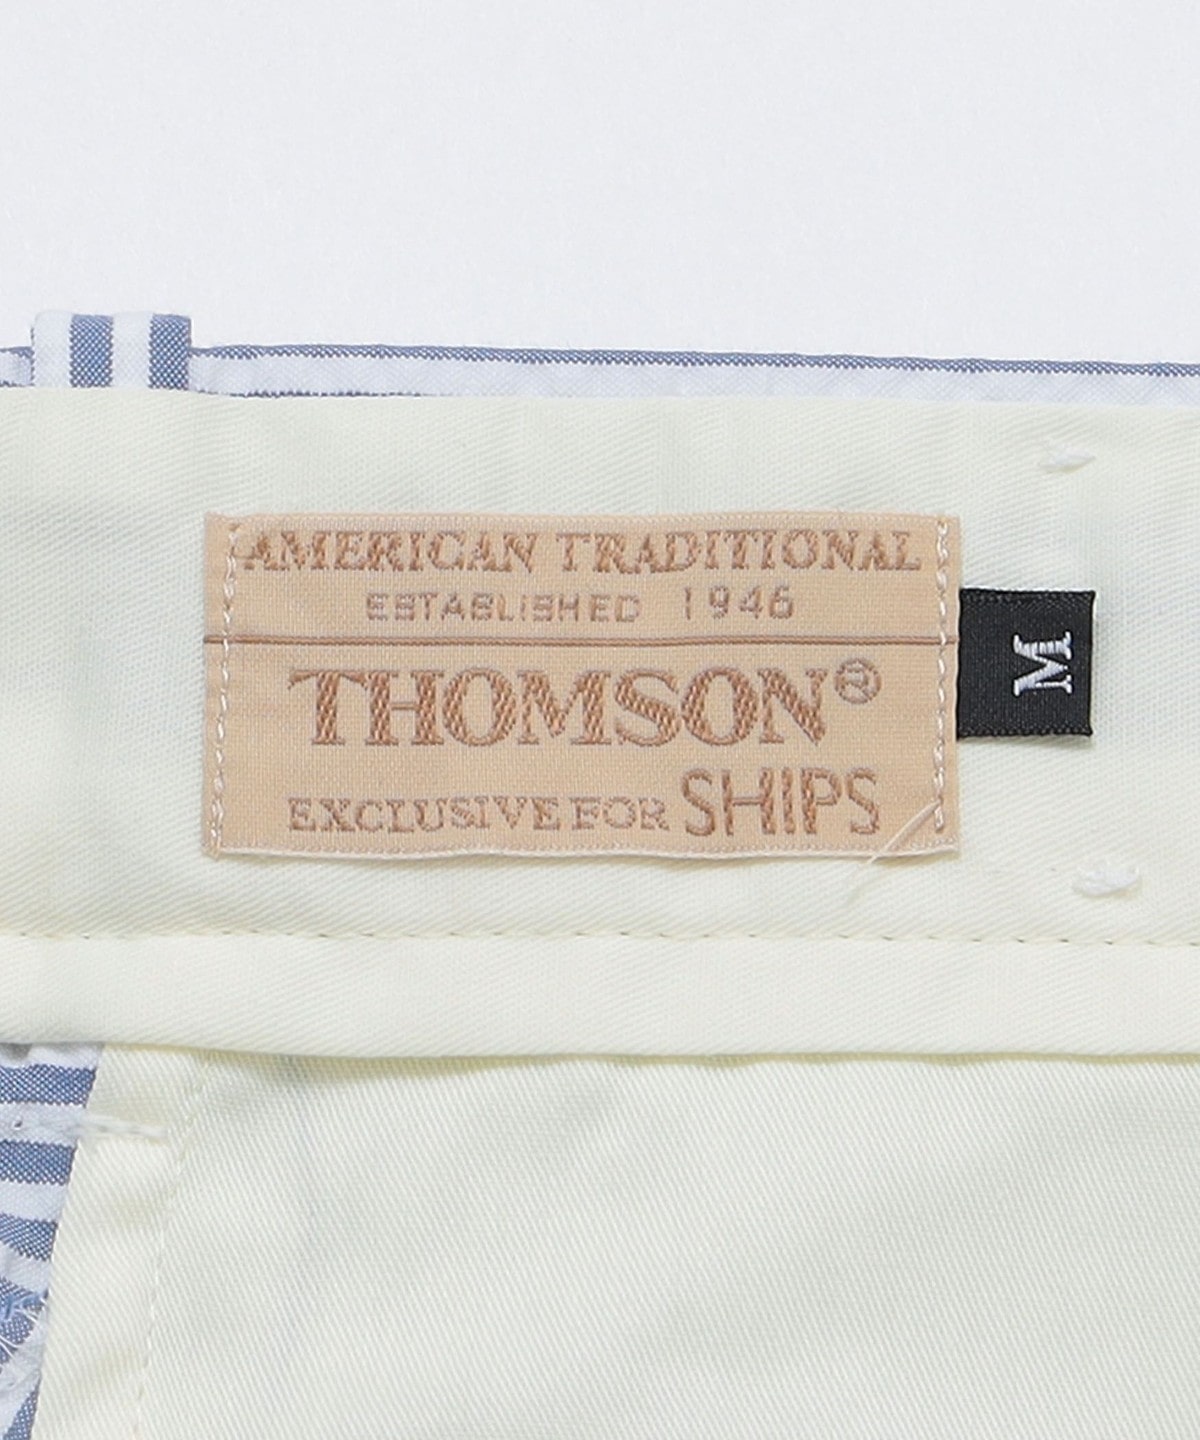 AMERICAN TRADITIONAL
ESTABLISHED 1946
THOMSON®
EXCLUSIVE FOR SHIPS
M